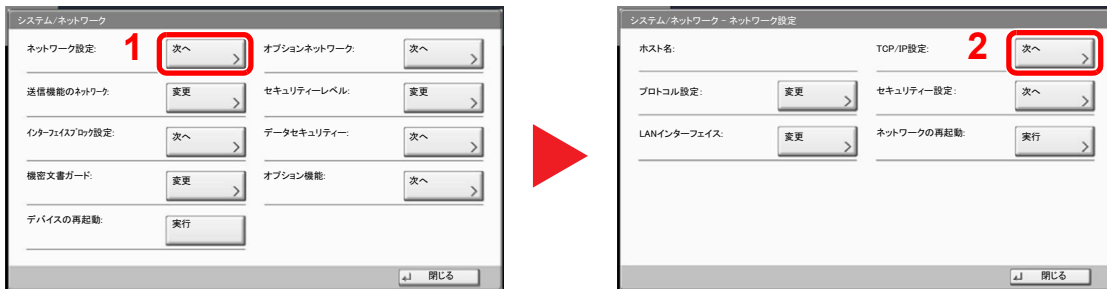 システム/ネットワーク
ネットワーク設定:
1
次へ
オプションネットワーク:
次へ
送信機能のネットワーク:
変更
セキュリティーレベル:
変更
インターフェイスブロック設定:
次へ
データセキュリティー:
次へ
機密文書ガード:
変更
オプション機能:
次へ
デバイスの再起動:
実行
閉じる
システム/ネットワーク - ネットワーク設定
ホスト名:
TCP/IP設定:
2
次へ
プロトコル設定:
変更
セキュリティー設定:
次へ
LANインターフェイス:
変更
ネットワークの再起動:
実行
閉じる